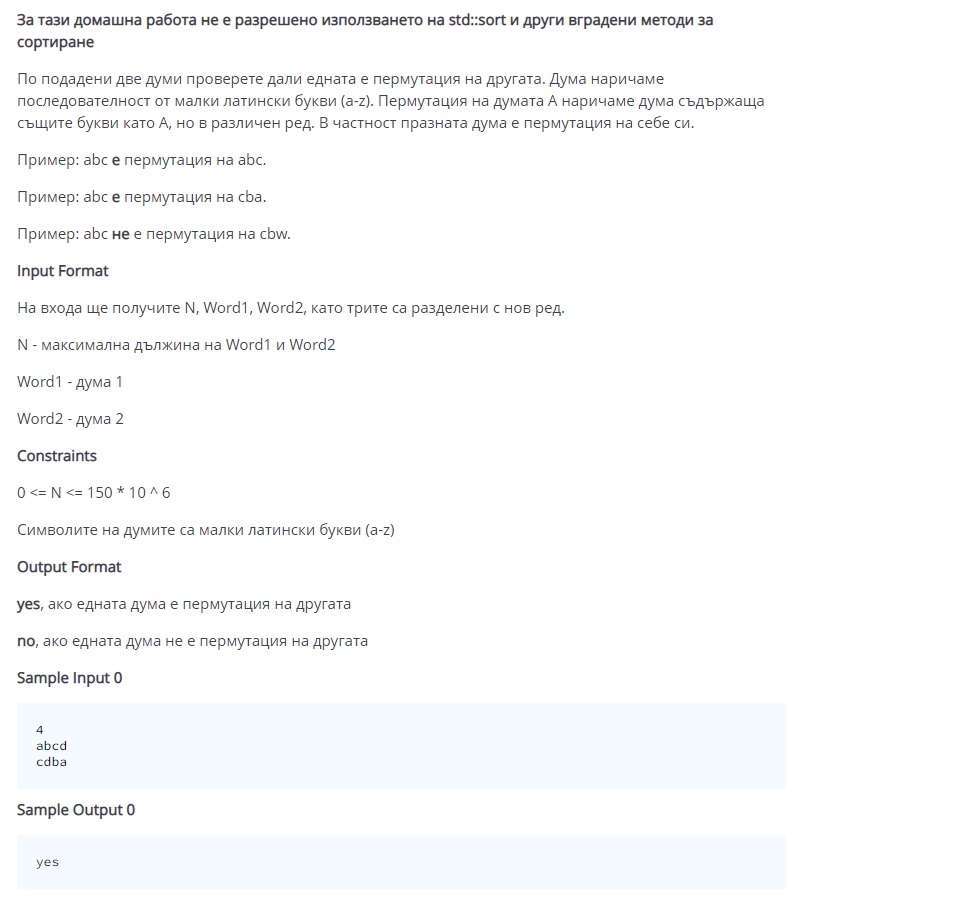 За тази домашна работа не е разрешено използването на std::sort и други вградени методи за
сортиране
По подадени две думи проверете дали едната е пермутация на другата. Дума наричаме
последователност от малки латински букви (a-z). Пермутация на думата A наричаме дума съдържаща
същите букви като A, но в различен ред. В частност празната дума е пермутация на себе си.
Пример: abc е пермутация на abc.
Пример: abc е пермутация на cba.
Пример: abc не е пермутация на cbw.
Input Format
На входа ще получите N, Word1, Word2, като трите са разделени с нов ред.
N - максимална дължина на Word1 и Word2
Word1 - дума 1
Word2 - дума 2
Constraints
0 <= N <= 150 * 10 ^ 6
Символите на думите са малки латински букви (a-z)
Output Format
yes, ако едната дума е пермутация на другата
no, ако едната дума не е пермутация на другата
Sample Input 0
4
abcd
cdba
Sample Output 0
yes